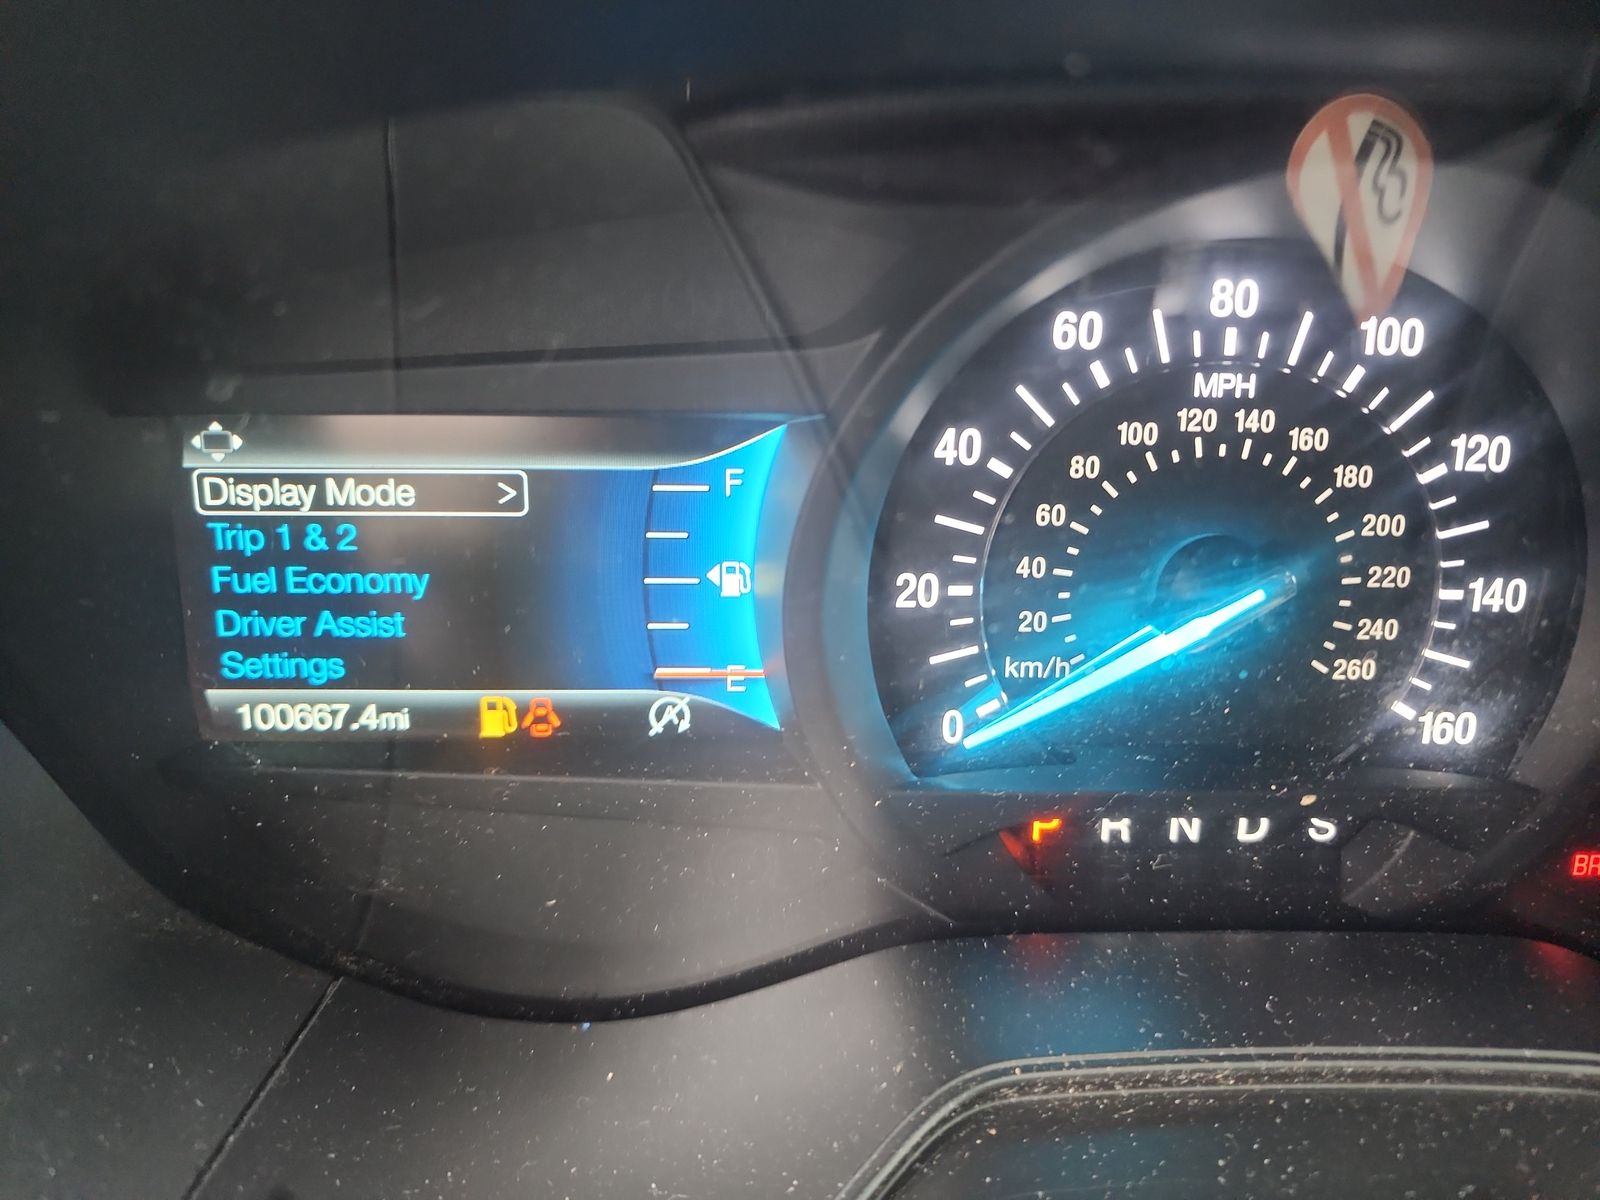 Display Mode >
Trip 1 & 2
Fuel Economy
Driver Assist
Settings
100667.4mi
F
E
0
20
40
60
80
100
120
140
160
MPH
km/h
20
40
60
80
100
120
140
160
180
200
220
240
260
P R N D S